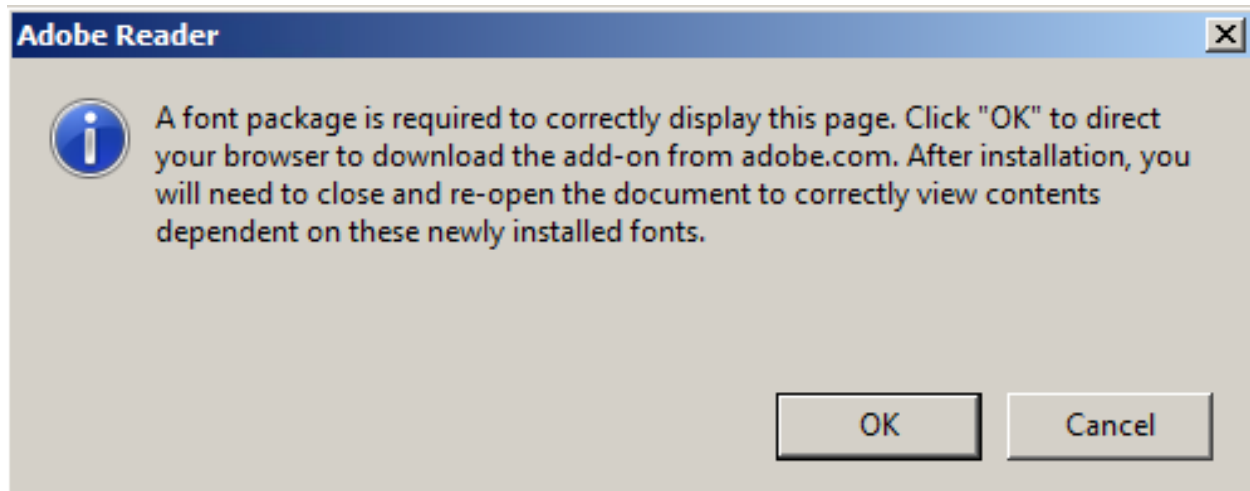 Adobe Reader
A font package is required to correctly display this page. Click "OK" to direct
your browser to download the add-on from adobe.com. After installation, you
will need to close and re-open the document to correctly view contents
dependent on these newly installed fonts.
OK
Cancel